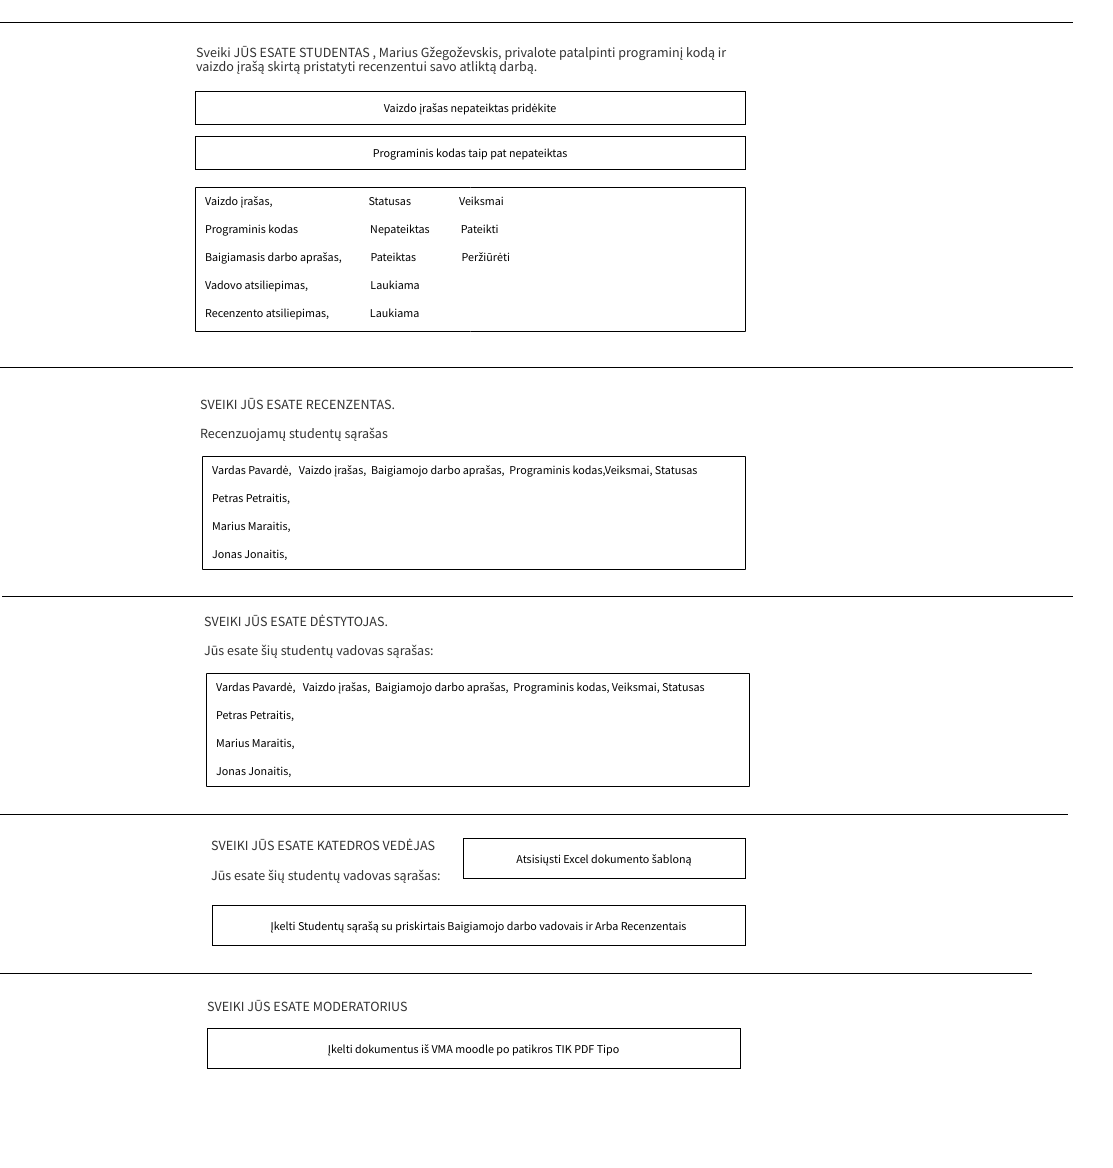 Sveiki JŪS ESATE STUDENTAS , Marius Gžegoževskis, privalote patalpinti programinį kodą ir
vaizdo įrašą skirtą pristatyti recenzentui savo atliktą darbą.
Vaizdo įrašas nepateiktas pridėkite
Programinis kodas taip pat nepateiktas
Vaizdo įrašas, Statusas Veiksmai
Programinis kodas Nepateiktas Pateikti
Baigiamasis darbo aprašas, Pateiktas Peržiūrėti
Vadovo atsiliepimas, Laukiama
Recenzento atsiliepimas, Laukiama
SVEIKI JŪS ESATE RECENZENTAS.
Recenzuojamų studentų sąrašas
Vardas Pavardė, Vaizdo įrašas, Baigiamojo darbo aprašas, Programinis kodas,Veiksmai, Statusas
Petras Petraitis,
Marius Maraitis,
Jonas Jonaitis,
SVEIKI JŪS ESATE DĖSTYTOJAS.
Jūs esate šių studentų vadovas sąrašas:
Vardas Pavardė, Vaizdo įrašas, Baigiamojo darbo aprašas, Programinis kodas, Veiksmai, Statusas
Petras Petraitis,
Marius Maraitis,
Jonas Jonaitis,
SVEIKI JŪS ESATE KATEDROS VEDĖJAS
Atsisiųsti Excel dokumento šabloną
Jūs esate šių studentų vadovas sąrašas:
Įkelti Studentų sąrašą su priskirtais Baigiamojo darbo vadovais ir Arba Recenzentais
SVEIKI JŪS ESATE MODERATORIUS
Įkelti dokumentus iš VMA moodle po patikros TIK PDF Tipo